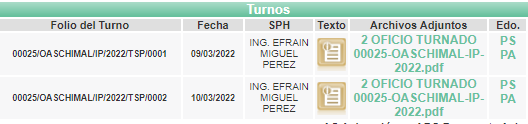 Turnos
Folio del Turno Fecha SPH Texto Archivos Adjuntos Edo.
00025/OASCHIMAL/IP/2022/TSP/0001 09/03/2022 ING. EFRAIN MIGUEL PEREZ 2 OFICIO TURNADO 00025-OASCHIMAL-IP-2022.pdf PS PA
00025/OASCHIMAL/IP/2022/TSP/0002 10/03/2022 ING. EFRAIN MIGUEL PEREZ 2 OFICIO TURNADO 00025-OASCHIMAL-IP-2022.pdf PS PA